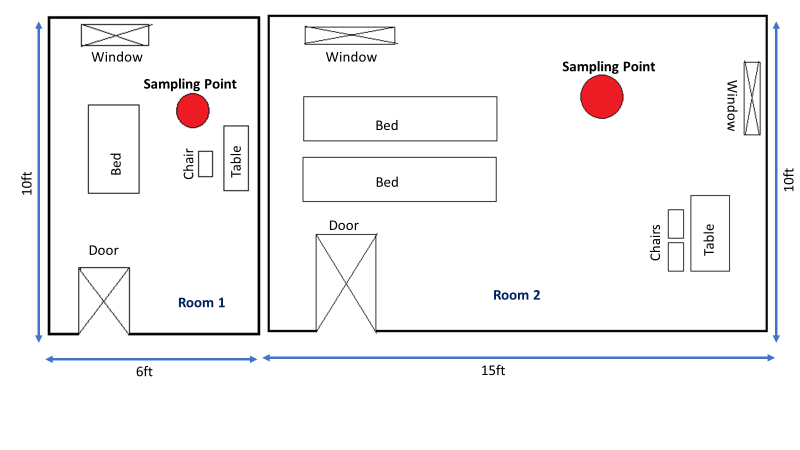 Window
Sampling Point
Bed
Chair
Table
Door
Room 1
10ft
6ft
Window
Sampling Point
Window
Bed
Bed
Door
Chairs
Table
Room 2
10ft
15ft